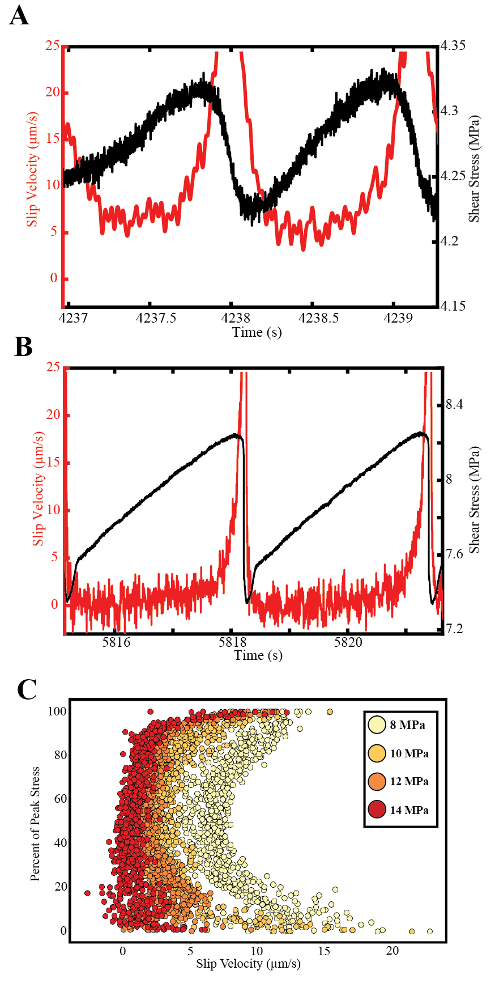 A
25
20
15
10
5
0
Slip Velocity (μm/s)
4.35
4.3
4.25
4.2
4.15
Shear Stress (MPa)
4237 4237.5 4238 4238.5 4239
Time (s)
B
25
20
15
10
5
0
Slip Velocity (μm/s)
8.4
8
7.6
7.2
Shear Stress (MPa)
5816 5818 5820
Time (s)
C
100
80
60
40
20
0
Percent of Peak Stress
8 MPa
10 MPa
12 MPa
14 MPa
0 5 10 15 20
Slip Velocity (μm/s)